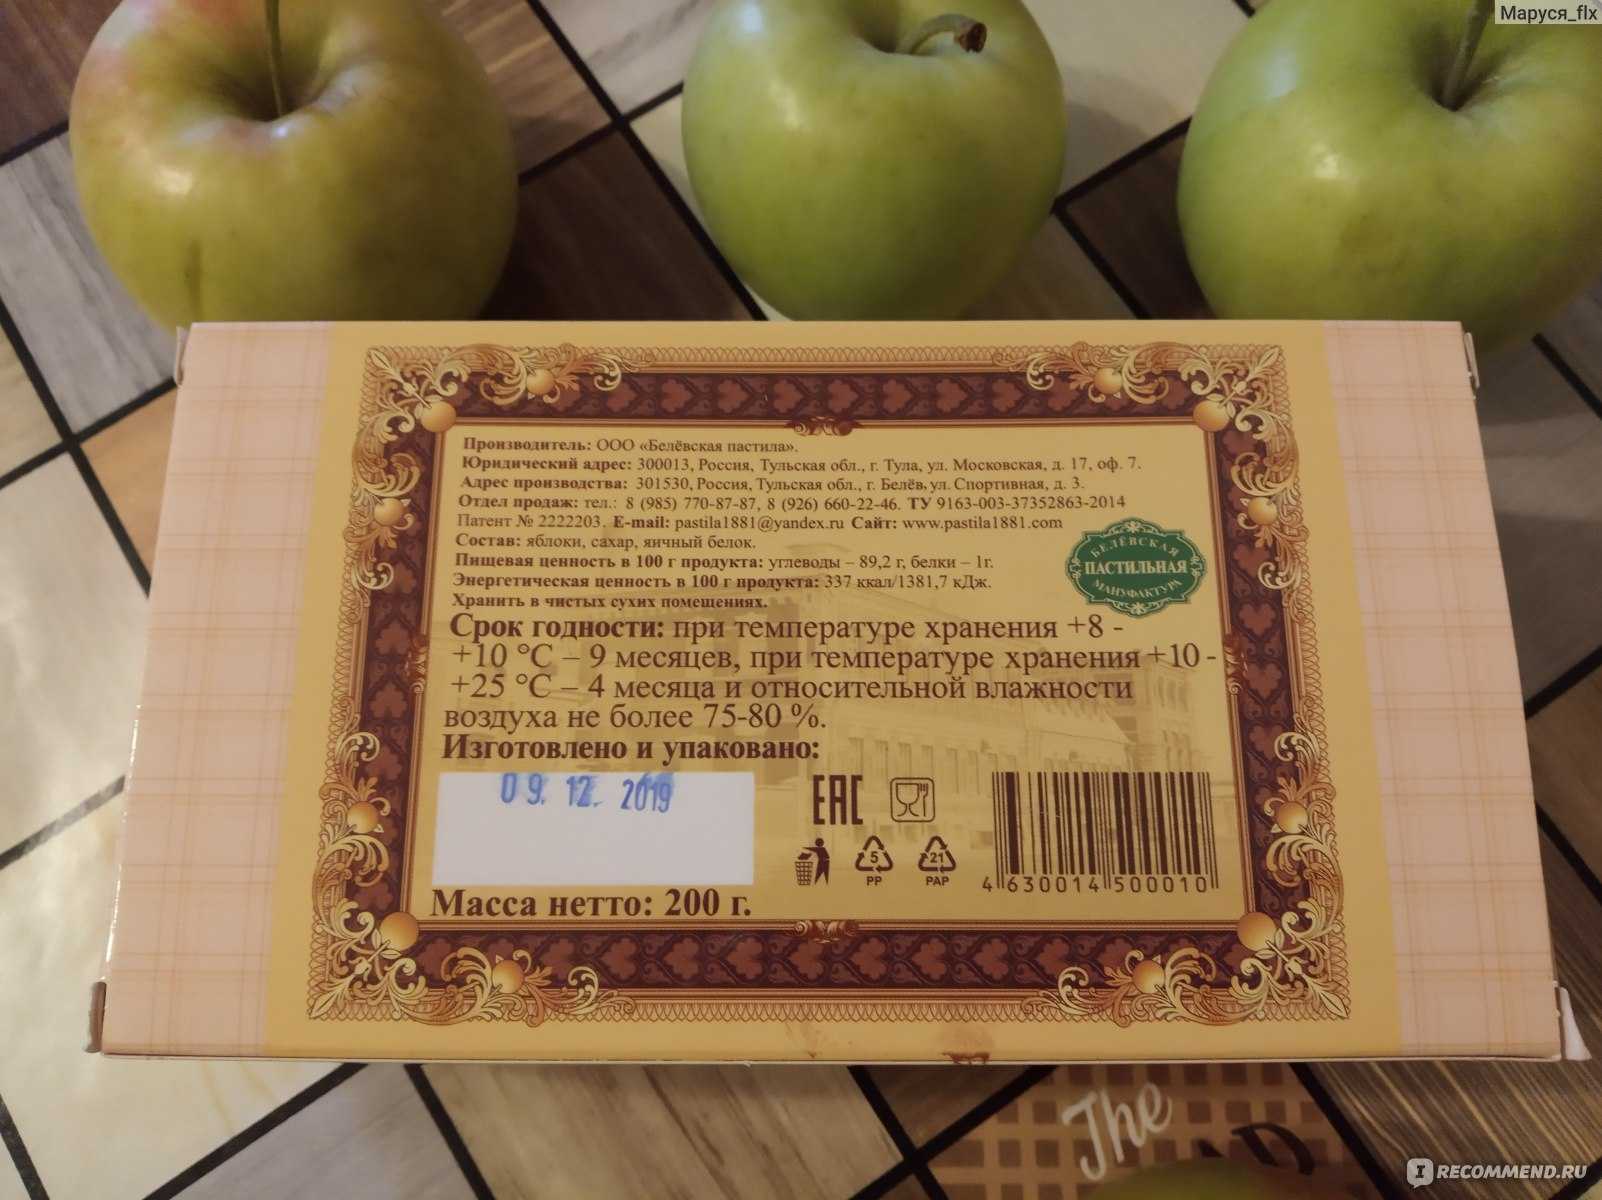 Маруся_flx
Производитель: ООО «Белёвская пастила».
Юридический адрес: 300013, Россия, Тульская обл., г. Тула, ул. Московская, д. 17, оф. 7.
Адрес производства: 301530, Россия, Тульская обл., г. Белёв, ул. Спортивная, д. 3.
Отдел продаж: тел.: 8 (985) 770-87-87, 8 (926) 660-22-46. ТУ 9163-003-37352863-2014
Патент № 2222203. E-mail: pastila1881@yandex.ru Сайт: www.pastila1881.com
Состав: яблоки, сахар, яичный белок.
Пищевая ценность в 100 г продукта: углеводы – 89,2 г, белки – 1г.
Энергетическая ценность в 100 г продукта: 337 ккал/1381,7 кДж.
Хранить в чистых сухих помещениях.
БЕЛЁВСКАЯ
ПАСТИЛЬНАЯ
МАНУФАКТУРА
Срок годности: при температуре хранения +8 -
+10 °С – 9 месяцев, при температуре хранения +10 -
+25 °С – 4 месяца и относительной влажности
воздуха не более 75-80 %.
Изготовлено и упаковано:
09. 12. 2019
ЕАС
5
PP
21
PAP
4 630014 500010
Масса нетто: 200 г.
The
I RECOMMEND.RU